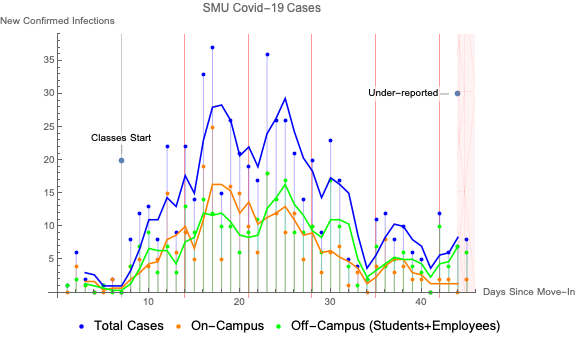 SMU Covid-19 Cases
New Confirmed Infections
35
30
25
20
15
10
5
Under-reported
Classes Start
10
20
30
40
Days Since Move-In
Total Cases
On-Campus
Off-Campus (Students+Employees)